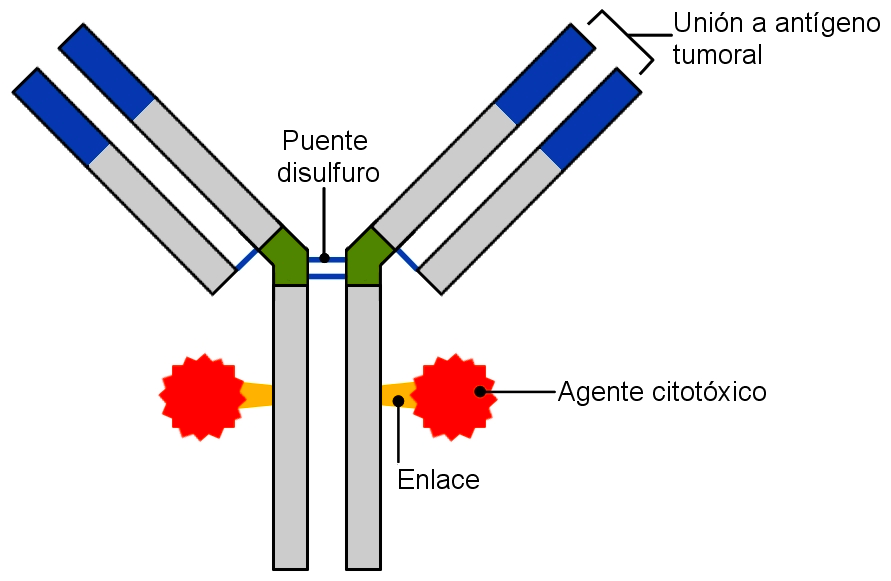 Unión a antígeno
tumoral
Puente
disulfuro
Agente citotóxico
Enlace